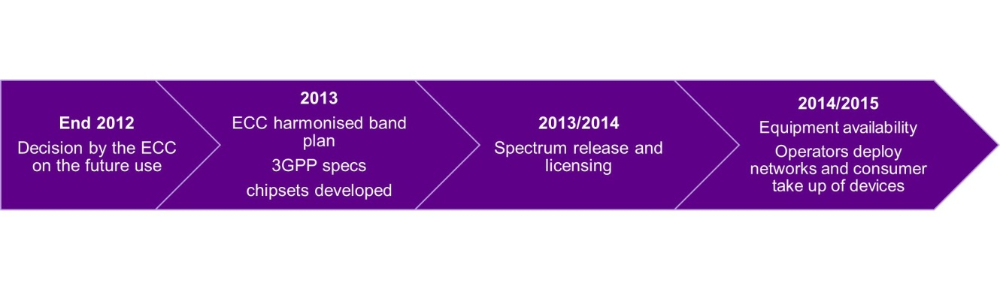 End 2012
Decision by the ECC
on the future use
2013
ECC harmonised band
plan
3GPP specs
chipsets developed
2013/2014
Spectrum release and
licensing
2014/2015
Equipment availability
Operators deploy
networks and consumer
take up of devices